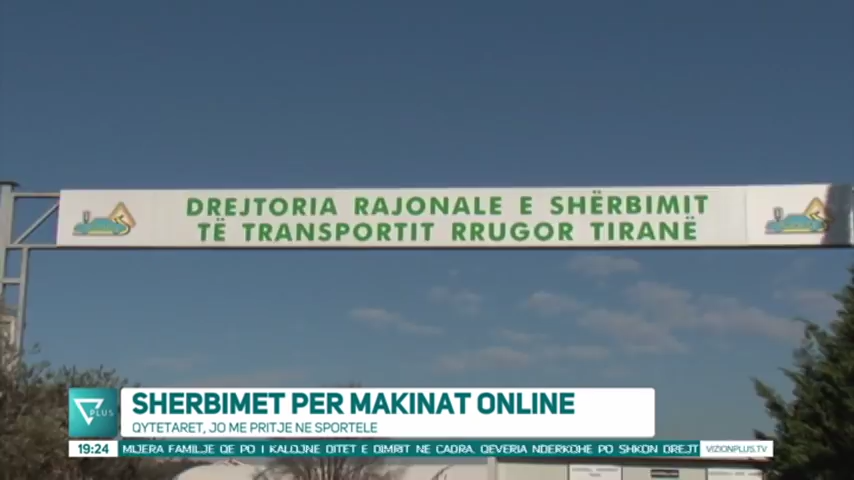 DREJTORIA RAJONALE E SHËRBIMIT
TË TRANSPORTIT RRUGOR TIRANË
PLUS
SHERBIMET PER MAKINAT ONLINE
QYTETARET, JO ME PRITJE NE SPORTELE
19:24
MIJERA FAMILJE QE PO I KALOJNE DITET E DIMRIT NE CADRA, QEVERIA NDERKOHE PO SHKON DREJT
VIZIONPLUS.TV